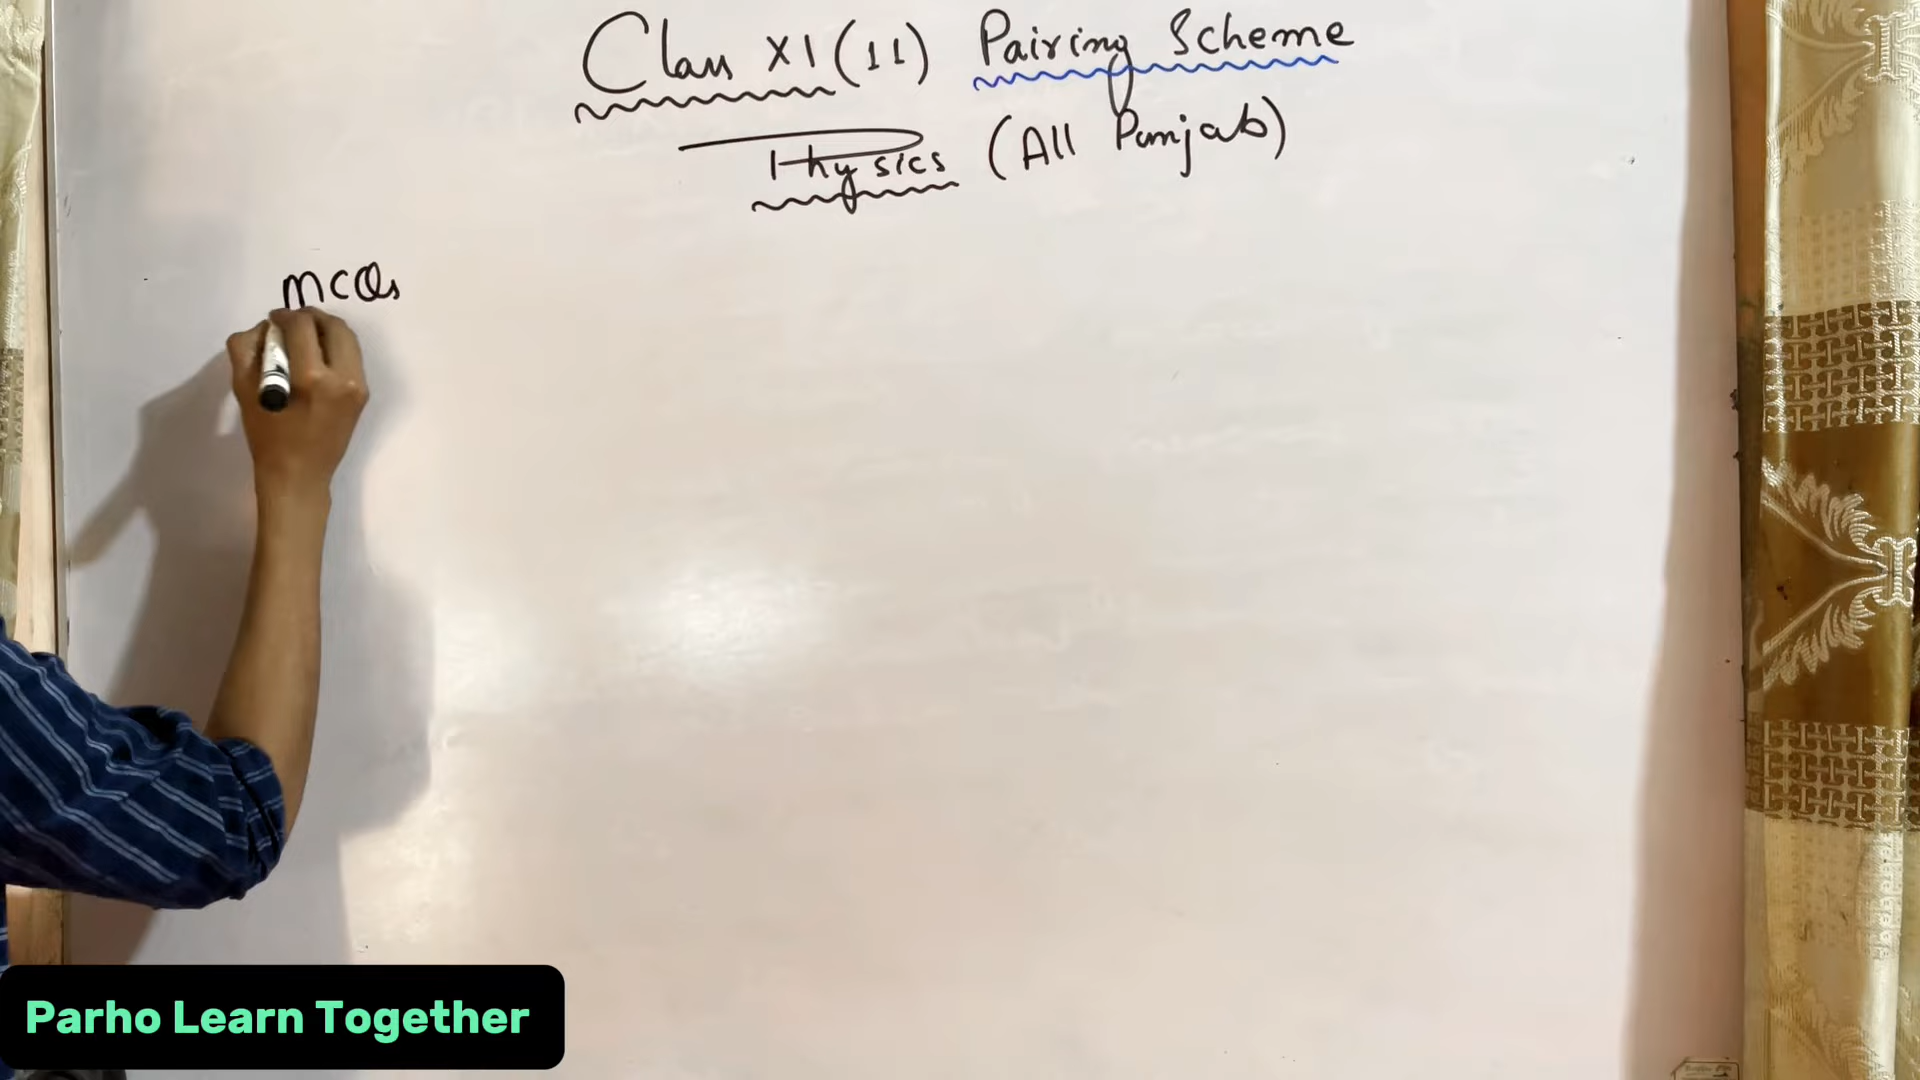 Class XI (11) Pairing Scheme
Physics (All Punjab)
MCQs
Parho Learn Together